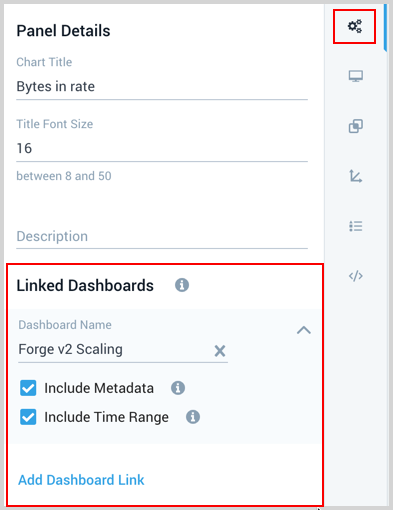 Panel Details
Chart Title
Bytes in rate
Title Font Size
16
between 8 and 50
Description
Linked Dashboards
Dashboard Name
Forge v2 Scaling
Include Metadata
Include Time Range
Add Dashboard Link